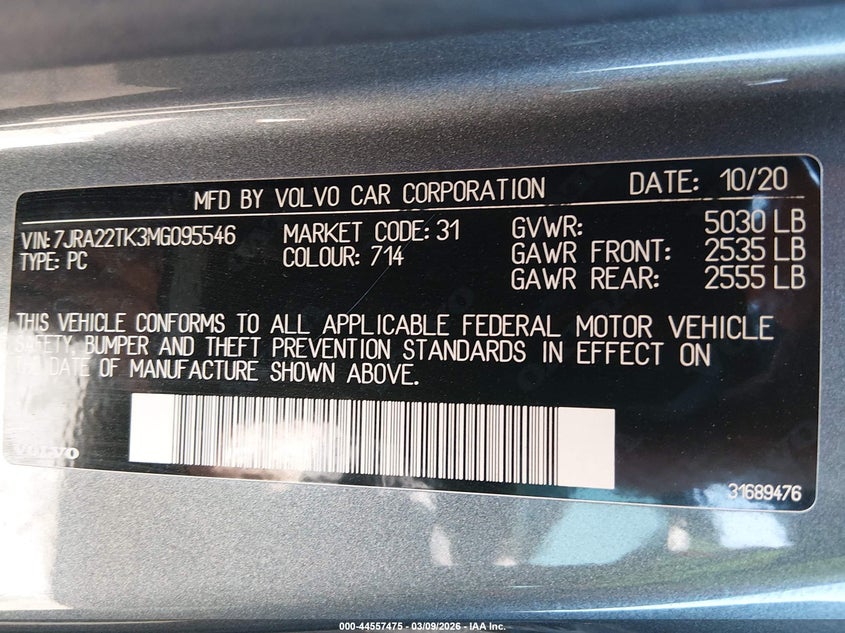 MFD BY VOLVO CAR CORPORATION DATE: 10/20
VIN: 7JRA22TK3MG095546 MARKET CODE: 31 GVWR: 5030 LB
TYPE: PC COLOUR: 714 GAWR FRONT: 2535 LB
GAWR REAR: 2555 LB
THIS VEHICLE CONFORMS TO ALL APPLICABLE FEDERAL MOTOR VEHICLE
SAFETY, BUMPER AND THEFT PREVENTION STANDARDS IN EFFECT ON
THE DATE OF MANUFACTURE SHOWN ABOVE.
VOLVO
31689476
000-44557475 - 03/09/2026 - IAA Inc.